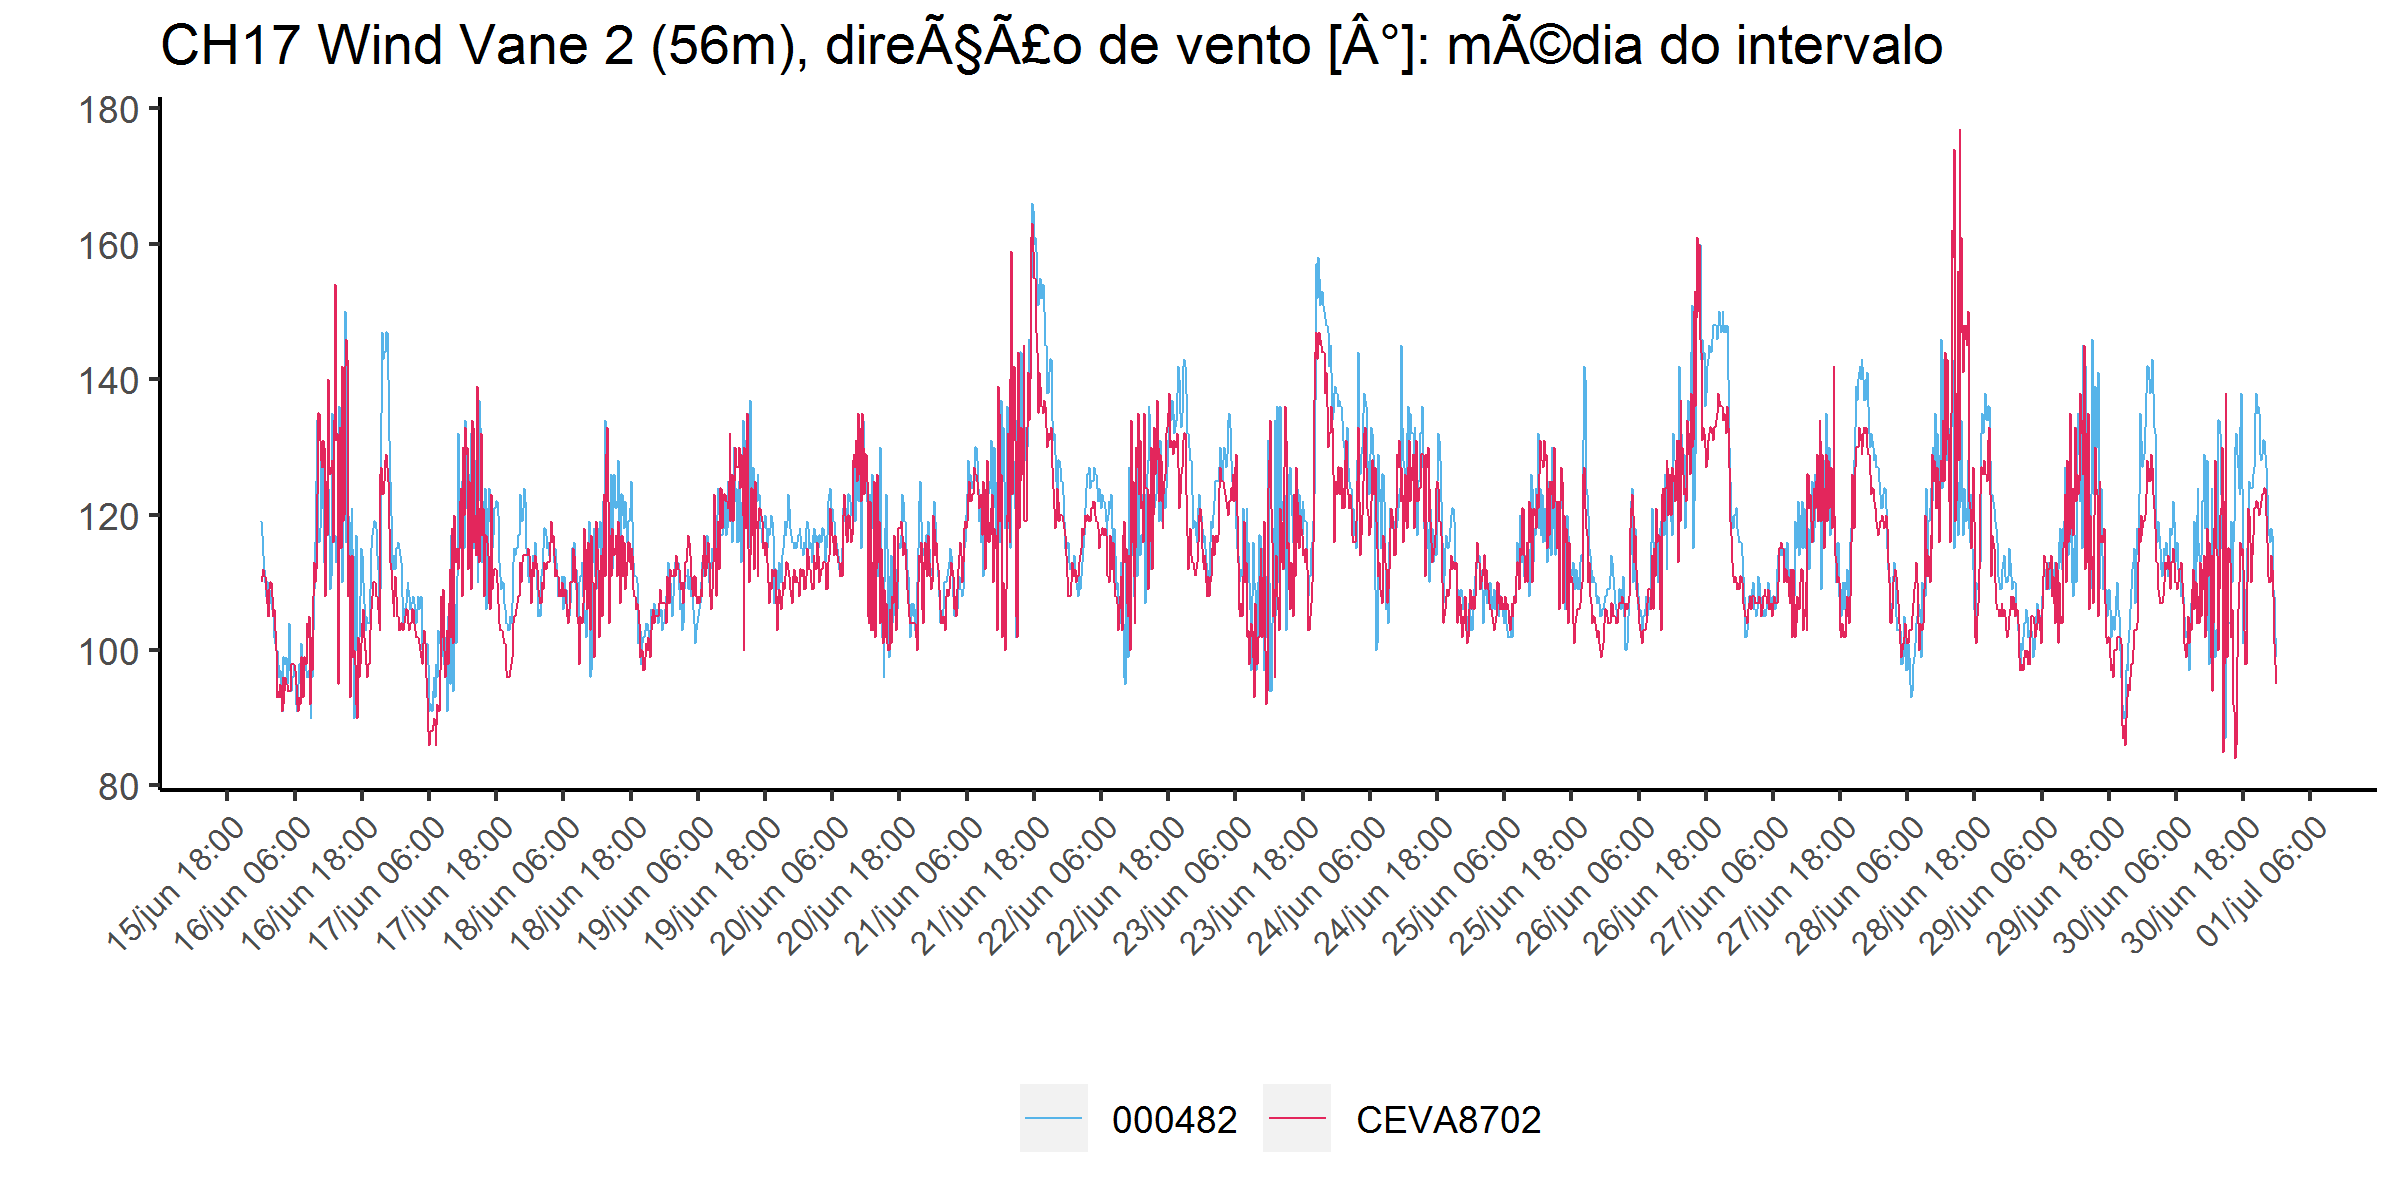 CH17 Wind Vane 2 (56m), direÃ§Ã£o de vento [Â°]: mÃ©dia do intervalo
180
160
140
120
100
80
15/jun 18:00
16/jun 06:00
16/jun 18:00
17/jun 06:00
17/jun 18:00
18/jun 06:00
18/jun 18:00
19/jun 06:00
19/jun 18:00
20/jun 06:00
20/jun 18:00
21/jun 06:00
21/jun 18:00
22/jun 06:00
22/jun 18:00
23/jun 06:00
23/jun 18:00
24/jun 06:00
24/jun 18:00
25/jun 06:00
25/jun 18:00
26/jun 06:00
26/jun 18:00
27/jun 06:00
27/jun 18:00
28/jun 06:00
28/jun 18:00
29/jun 06:00
29/jun 18:00
30/jun 06:00
30/jun 18:00
01/jul 06:00
000482 CEVA8702